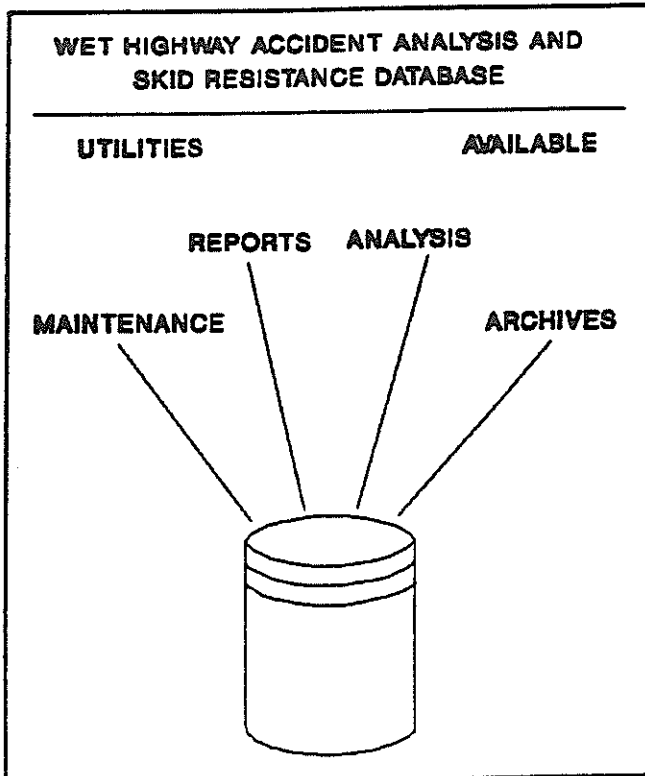 WET HIGHWAY ACCIDENT ANALYSIS AND
SKID RESISTANCE DATABASE
UTILITIES AVAILABLE
REPORTS ANALYSIS
MAINTENANCE ARCHIVES